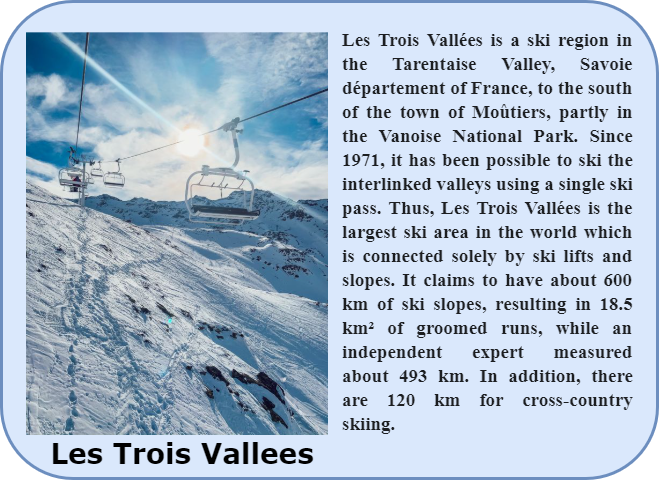 Les Trois Vallées is a ski region in
the Tarentaise Valley, Savoie
département of France, to the south
of the town of Moûtiers, partly in
the Vanoise National Park. Since
1971, it has been possible to ski the
interlinked valleys using a single ski
pass. Thus, Les Trois Vallées is the
largest ski area in the world which
is connected solely by ski lifts and
slopes. It claims to have about 600
km of ski slopes, resulting in 18.5
km² of groomed runs, while an
independent expert measured
about 493 km. In addition, there
are 120 km for cross-country
skiing.
Les Trois Vallees